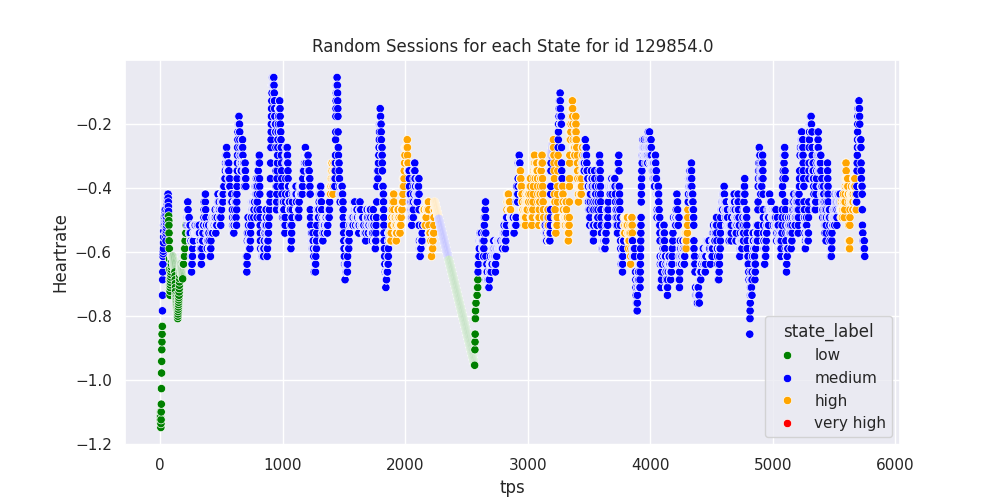 Random Sessions for each State for id 129854.0
Heartrate
−0.2
−0.4
−0.6
−0.8
−1.0
−1.2
0
1000
2000
3000
4000
5000
6000
tps
state_label
low
medium
high
very high